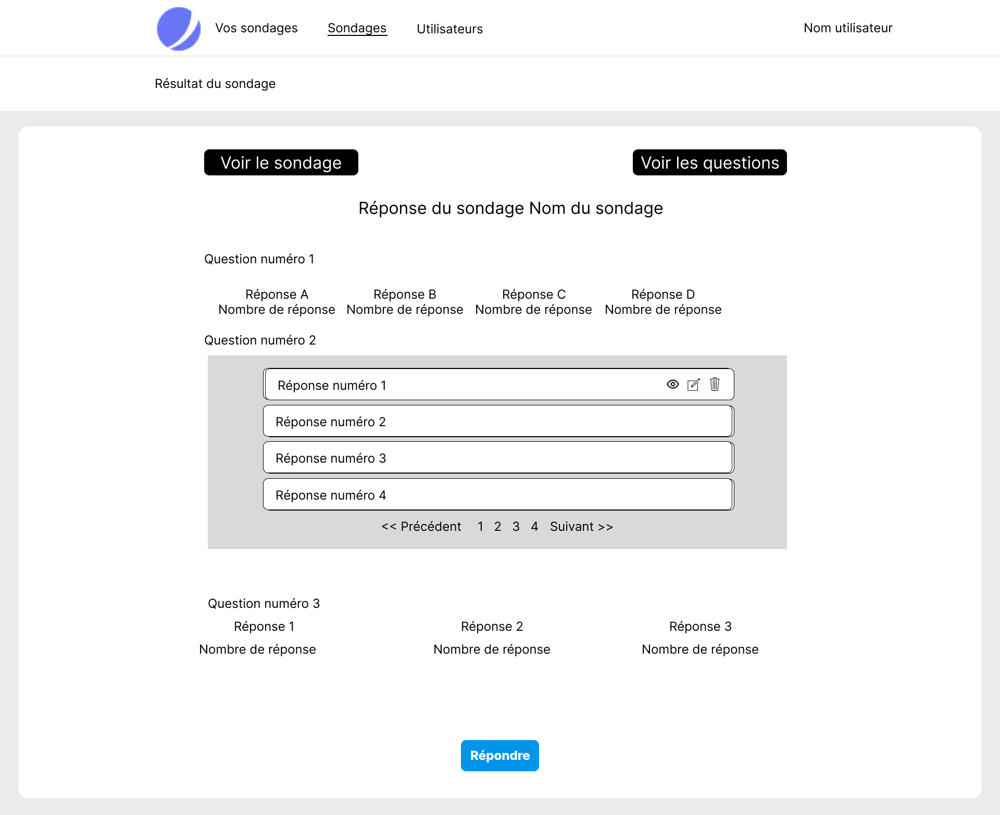 Vos sondages
Sondages
Utilisateurs
Nom utilisateur
Résultat du sondage
Voir le sondage
Voir les questions
Réponse du sondage Nom du sondage
Question numéro 1
Réponse A
Nombre de réponse
Réponse B
Nombre de réponse
Réponse C
Nombre de réponse
Réponse D
Nombre de réponse
Question numéro 2
Réponse numéro 1
Réponse numéro 2
Réponse numéro 3
Réponse numéro 4
<< Précédent 1 2 3 4 Suivant >>
Question numéro 3
Réponse 1
Nombre de réponse
Réponse 2
Nombre de réponse
Réponse 3
Nombre de réponse
Répondre